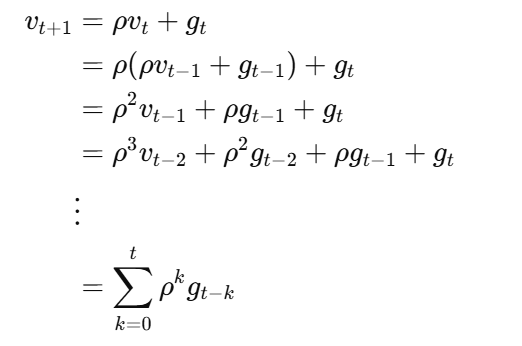 v_{t+1} = ρv_t + g_t
= ρ(ρv_{t−1} + g_{t−1}) + g_t
= ρ^2 v_{t−1} + ρg_{t−1} + g_t
= ρ^3 v_{t−2} + ρ^2 g_{t−2} + ρg_{t−1} + g_t
⋮
= \sum_{k=0}^{t} ρ^k g_{t−k}